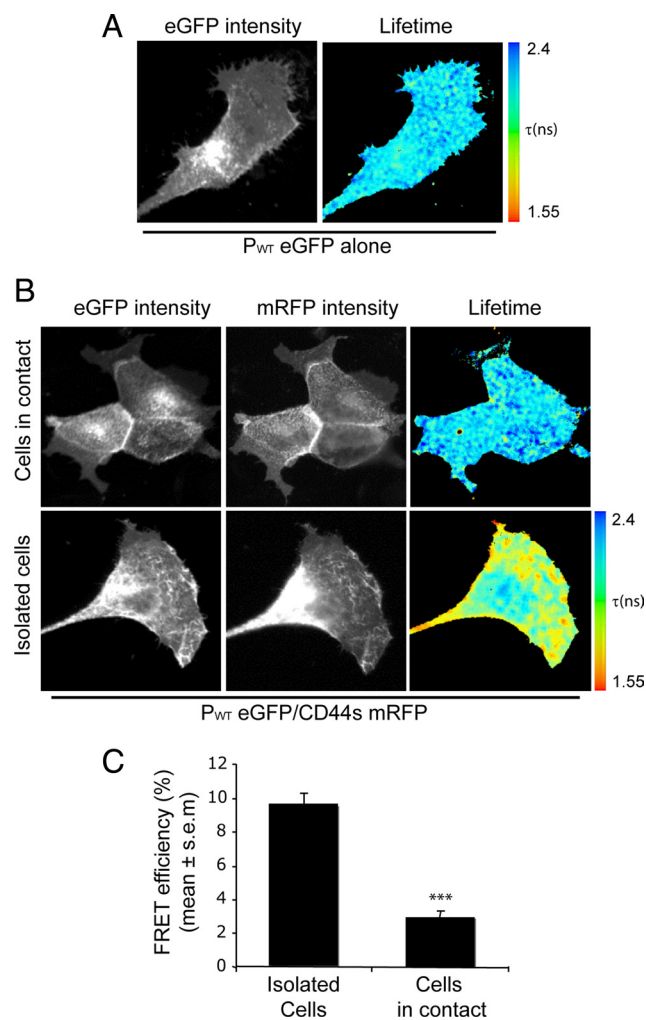 A
eGFP intensity
Lifetime
2.4
τ(ns)
1.55
PWT eGFP alone
B
eGFP intensity
mRFP intensity
Lifetime
Cells in contact
Isolated cells
2.4
τ(ns)
1.55
PWT eGFP/CD44s mRFP
C
FRET efficiency (%)
(mean ± s.e.m)
12
10
8
6
4
2
0
***
Isolated
Cells
Cells
in contact